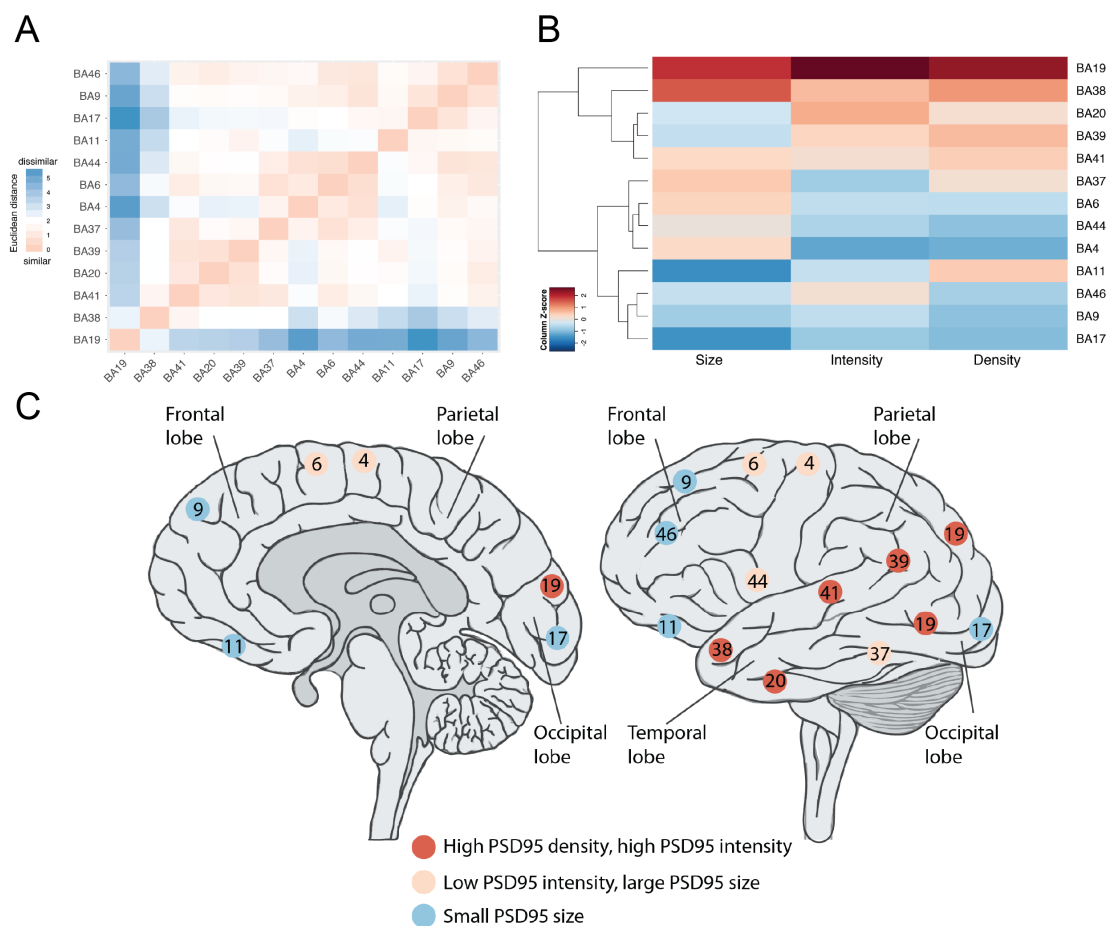 A
BA46
BA9
BA17
BA11
BA44
BA6
BA4
BA37
BA39
BA20
BA41
BA38
BA19
BA19 BA38 BA41 BA20 BA39 BA37 BA4 BA6 BA44 BA11 BA17 BA9 BA46
dissimilar
5
4
3
2
1
0
similar
Euclidean distance
B
BA19
BA38
BA20
BA39
BA41
BA37
BA6
BA44
BA4
BA11
BA46
BA9
BA17
Size Intensity Density
Column Z-score
2
1
0
-1
-2
C
Frontal
lobe
Parietal
lobe
6
4
9
19
17
11
Occipital
lobe
Frontal
lobe
Parietal
lobe
6
4
9
46
19
39
44
41
11
19
17
38
37
20
Temporal
lobe
Occipital
lobe
High PSD95 density, high PSD95 intensity
Low PSD95 intensity, large PSD95 size
Small PSD95 size